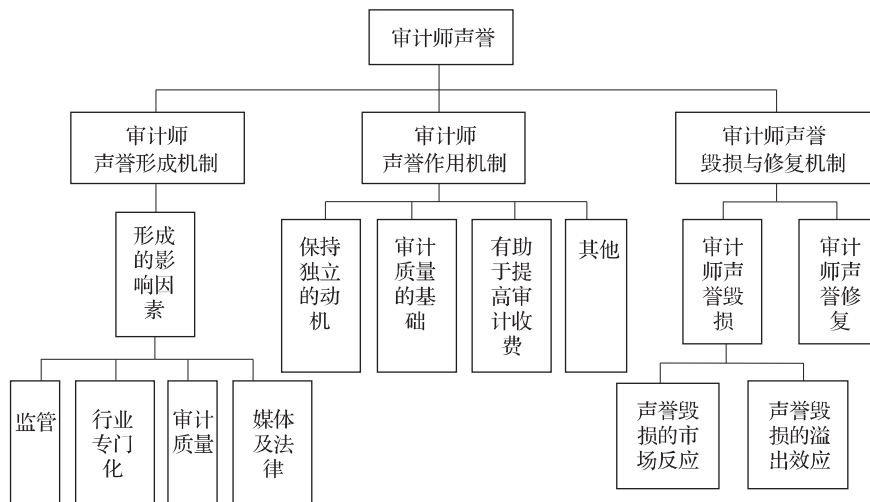 审计师声誉
审计师
声誉形成机制
审计师
声誉作用机制
审计师声誉
毁损与修复机制
形成
的影
响因
素
保持
独立
的动
机
审计
质量
的基
础
有助
于提
高审
计收
费
其他
审计
师声
誉毁
损
审计
师声
誉修
复
监管
行业
专门
化
审计
质量
媒体
及法
律
声誉毁
损的市
场反应
声誉毁
损的溢
出效应